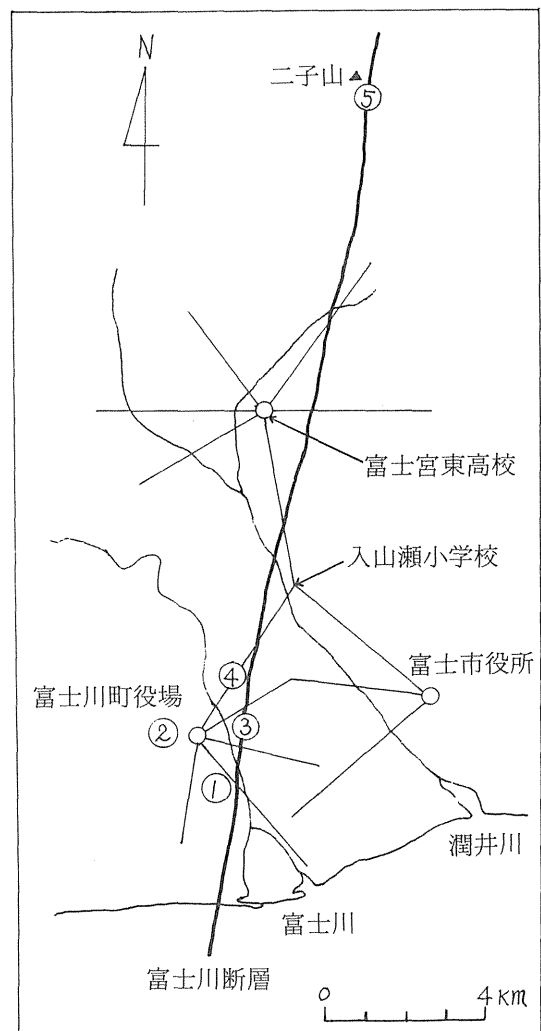 N
二子山
⑤
富士宮東高校
入山瀬小学校
富士市役所
④
富士川町役場
②
③
①
潤井川
富士川
富士川断層
0 4 KM